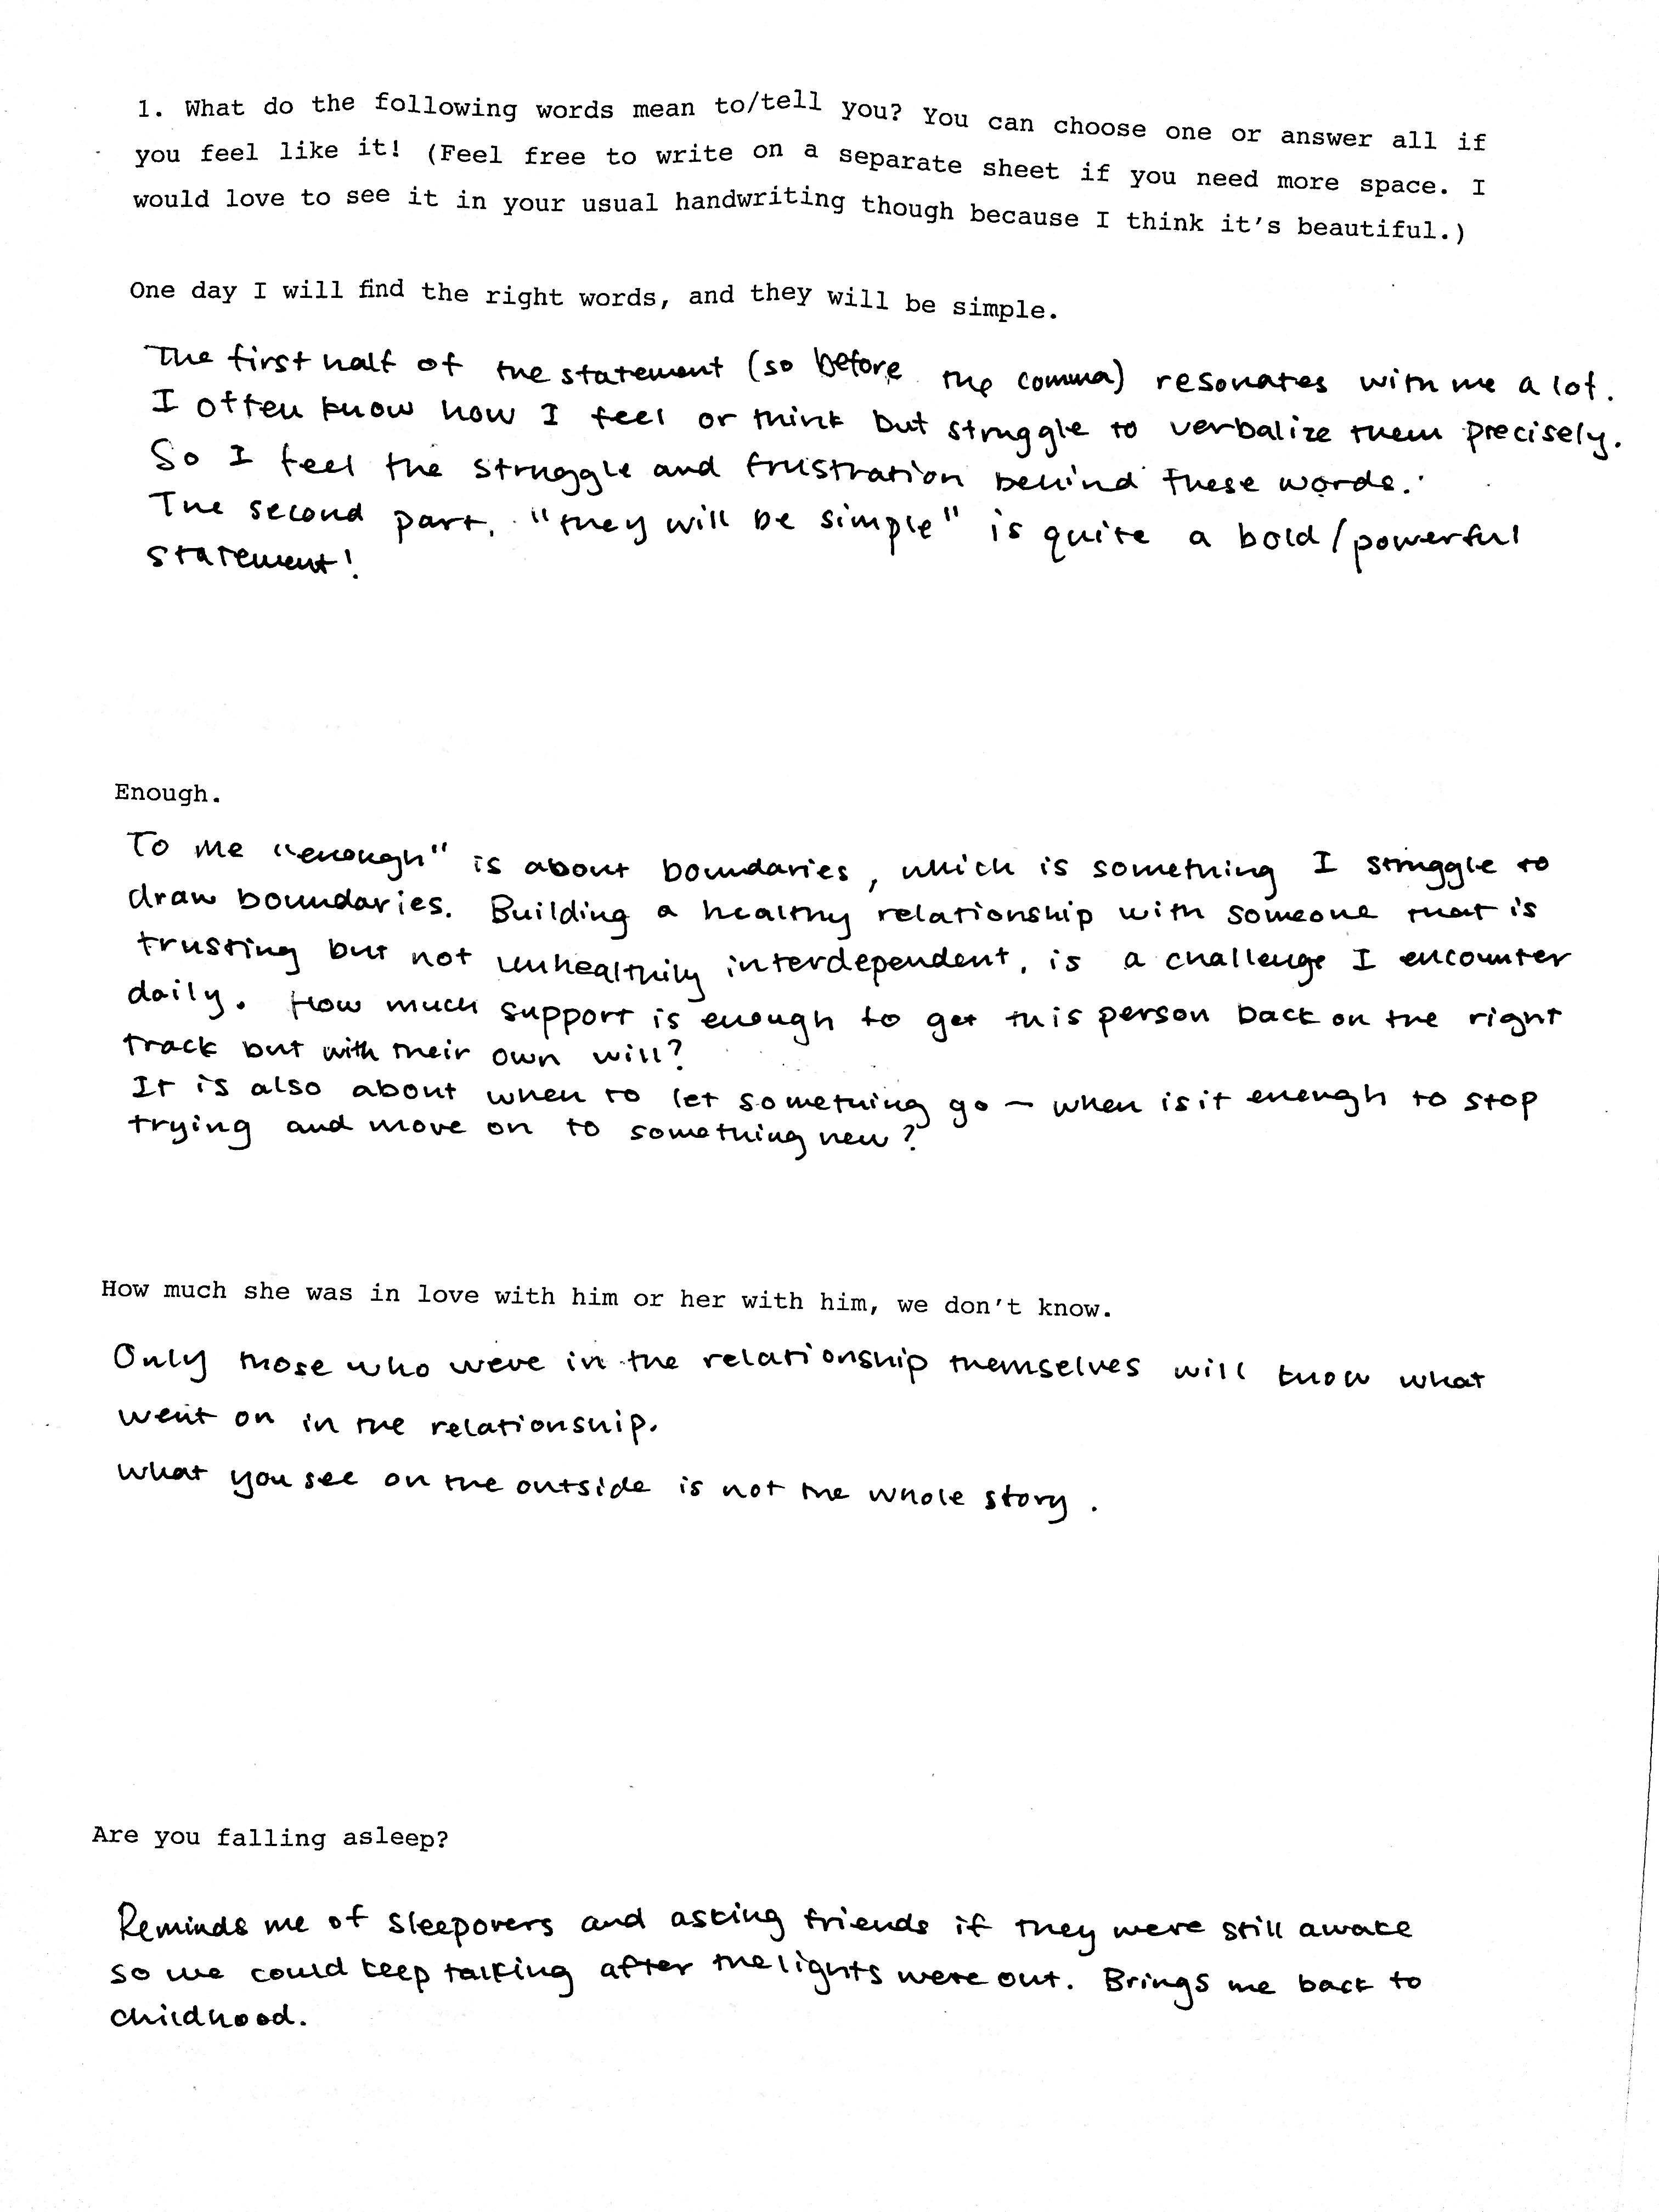 1. What do the following words mean to/tell you? You can choose one or answer all if
you feel like it! (Feel free to write on a separate sheet if you need more space. I
would love to see it in your usual handwriting though because I think it's beautiful.)
One day I will find the right words, and they will be simple.
The first half of the statement (so before the comma) resonates with me a lot.
I often know how I feel or think but struggle to verbalize them precisely.
So I feel the struggle and frustration behind these words.
The second part, "they will be simple" is quite a bold/powerful
statement!
Enough.
To me "enough" is about boundaries, which is something I struggle to
draw boundaries. Building a healthy relationship with someone that is
trusting but not unhealthily interdependent, is a challenge I encounter
daily. How much support is enough to get this person back on the right
track but with their own will?
It is also about when to let something go – when is it enough to stop
trying and move on to something new?
How much she was in love with him or her with him, we don't know.
Only those who were in the relationship themselves will know what
went on in the relationship.
What you see on the outside is not the whole story.
Are you falling asleep?
Reminds me of sleepovers and asking friends if they were still awake
so we could keep talking after the lights were out. Brings me back to
childhood.